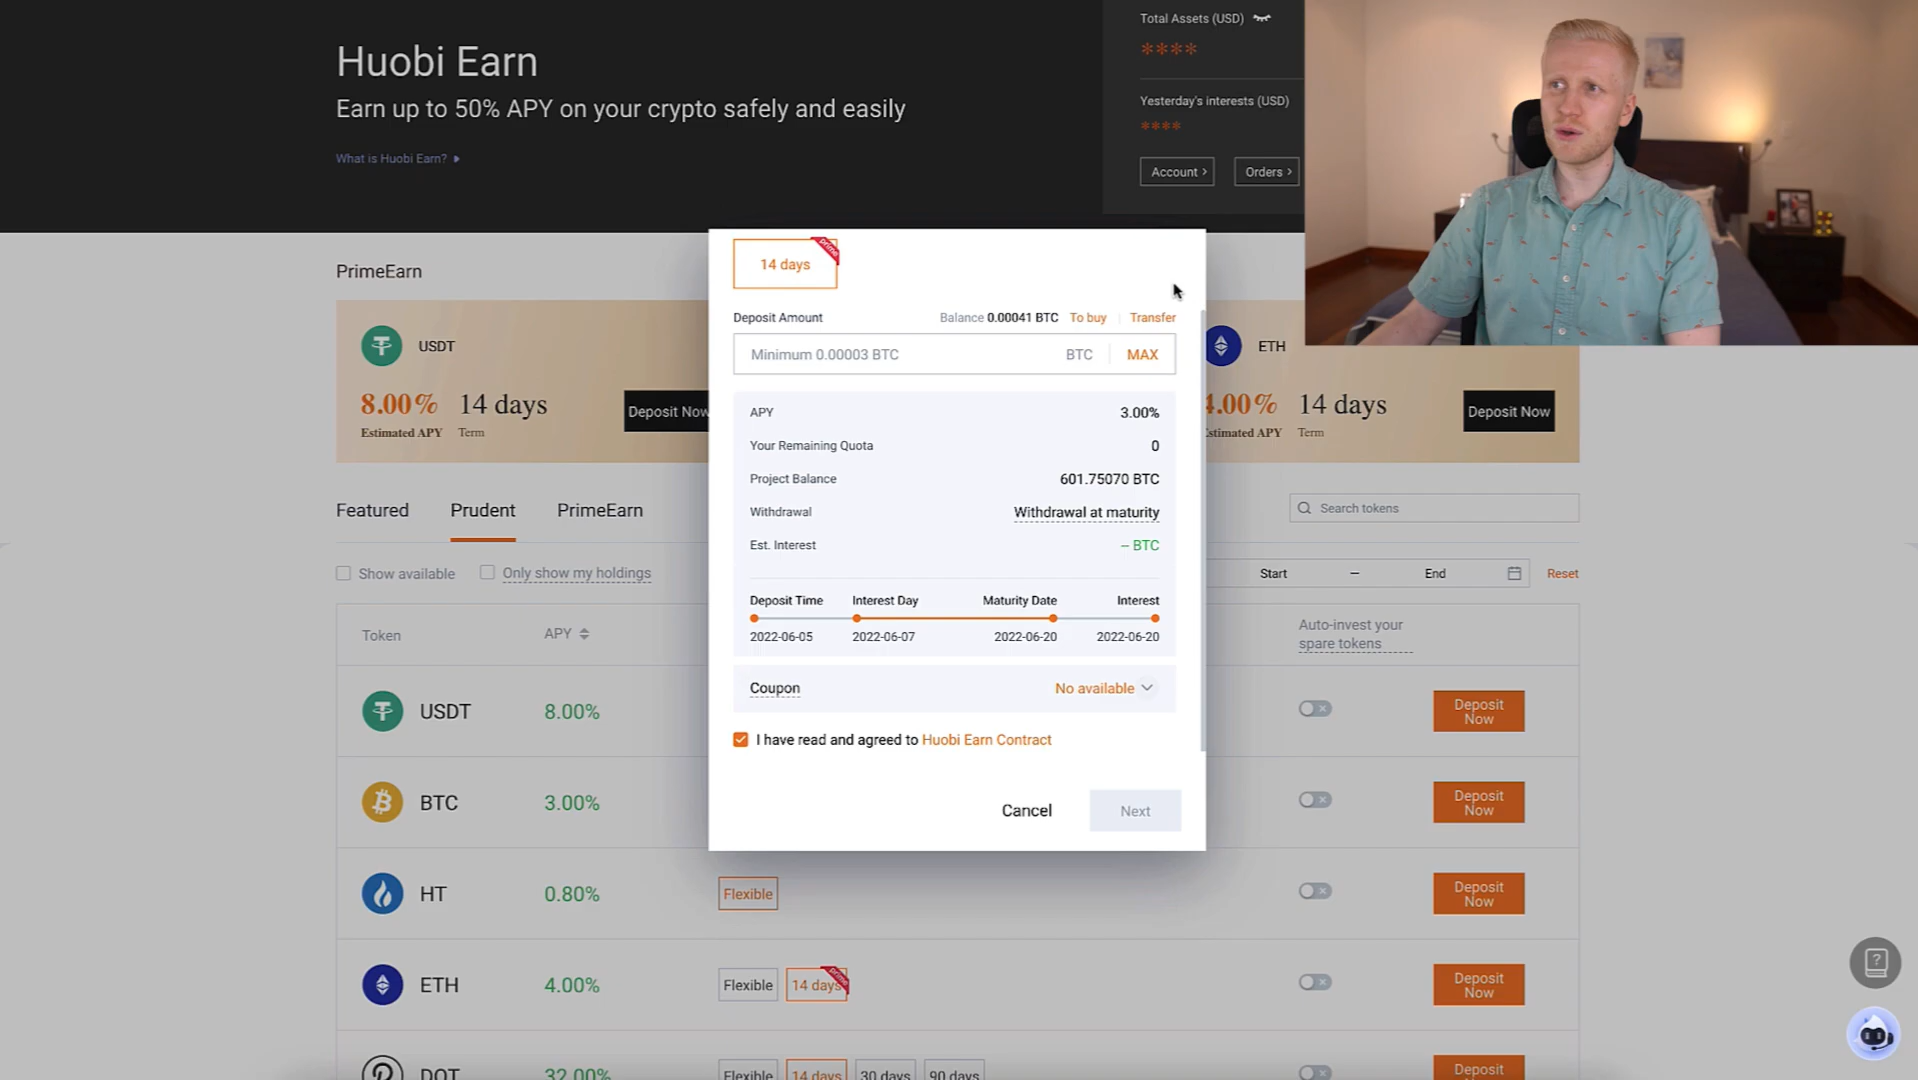 Huobi Earn
Earn up to 50% APY on your crypto safely and easily
What is Huobi Earn?
Total Assets (USD)
****
Yesterday's interests (USD)
****
Account >
Orders >
PrimeEarn
USDT
8.00% 14 days
Estimated APY Term
Deposit Now
ETH
4.00% 14 days
Estimated APY Term
Deposit Now
14 days
prime
Deposit Amount
Balance 0.00041 BTC To buy Transfer
Minimum 0.00003 BTC BTC MAX
APY 3.00%
Your Remaining Quota 0
Project Balance 601.75070 BTC
Withdrawal Withdrawal at maturity
Est. Interest -- BTC
Deposit Time Interest Day Maturity Date Interest
2022-06-05 2022-06-07 2022-06-20 2022-06-20
Coupon No available
I have read and agreed to Huobi Earn Contract
Cancel Next
Featured Prudent PrimeEarn
Search tokens
Show available Only show my holdings
Start – End Reset
Token APY
Auto-invest your
spare tokens
USDT 8.00% Deposit
Now
BTC 3.00% Deposit
Now
HT 0.80% Flexible Deposit
Now
ETH 4.00% Flexible 14 days prime Deposit
Now
DOT 32.00% Flexible 14 days 30 days 90 days Deposit